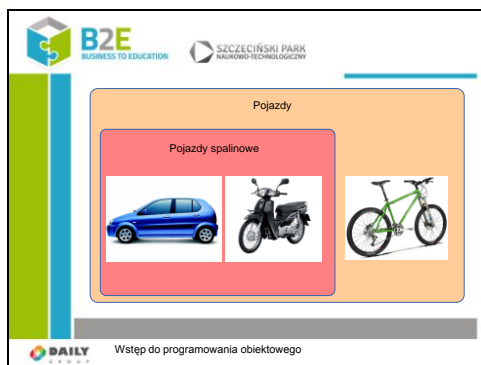 B2E
BUSINESS TO EDUCATION
SZCZECIŃSKI PARK
NAUKOWO-TECHNOLOGICZNY
Pojazdy
Pojazdy spalinowe
DAILY
GROUP
Wstęp do programowania obiektowego